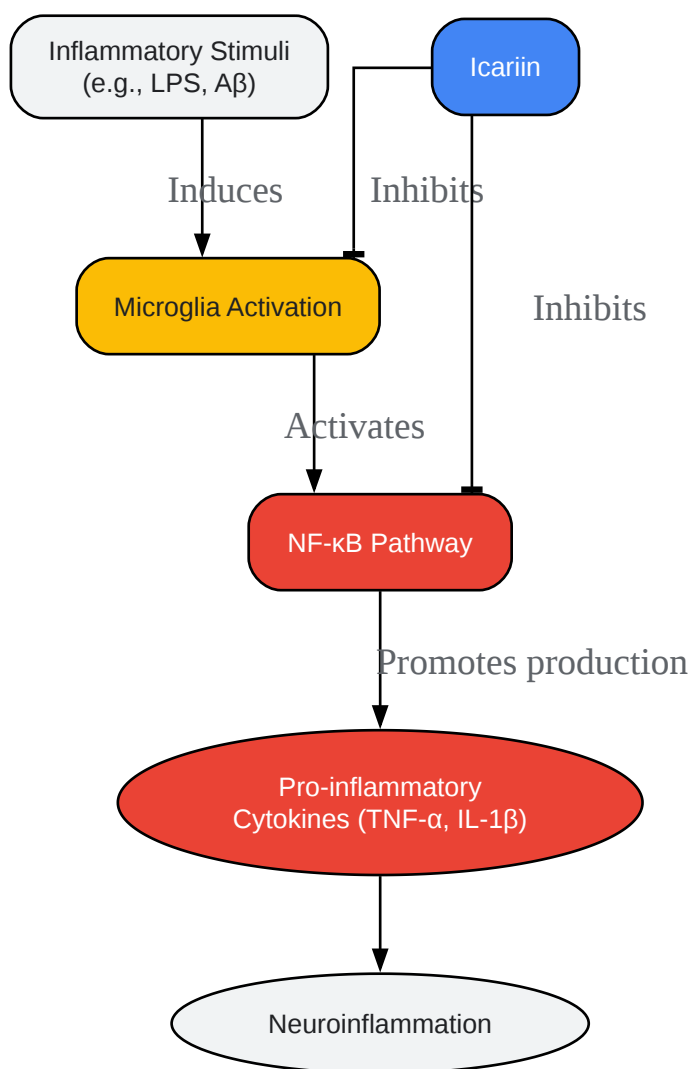 Inflammatory Stimuli
(e.g., LPS, Aβ)
Icariin
Induces
Inhibits
Microglia Activation
Inhibits
Activates
NF-κB Pathway
Promotes production
Pro-inflammatory
Cytokines (TNF-α, IL-1β)
Neuroinflammation